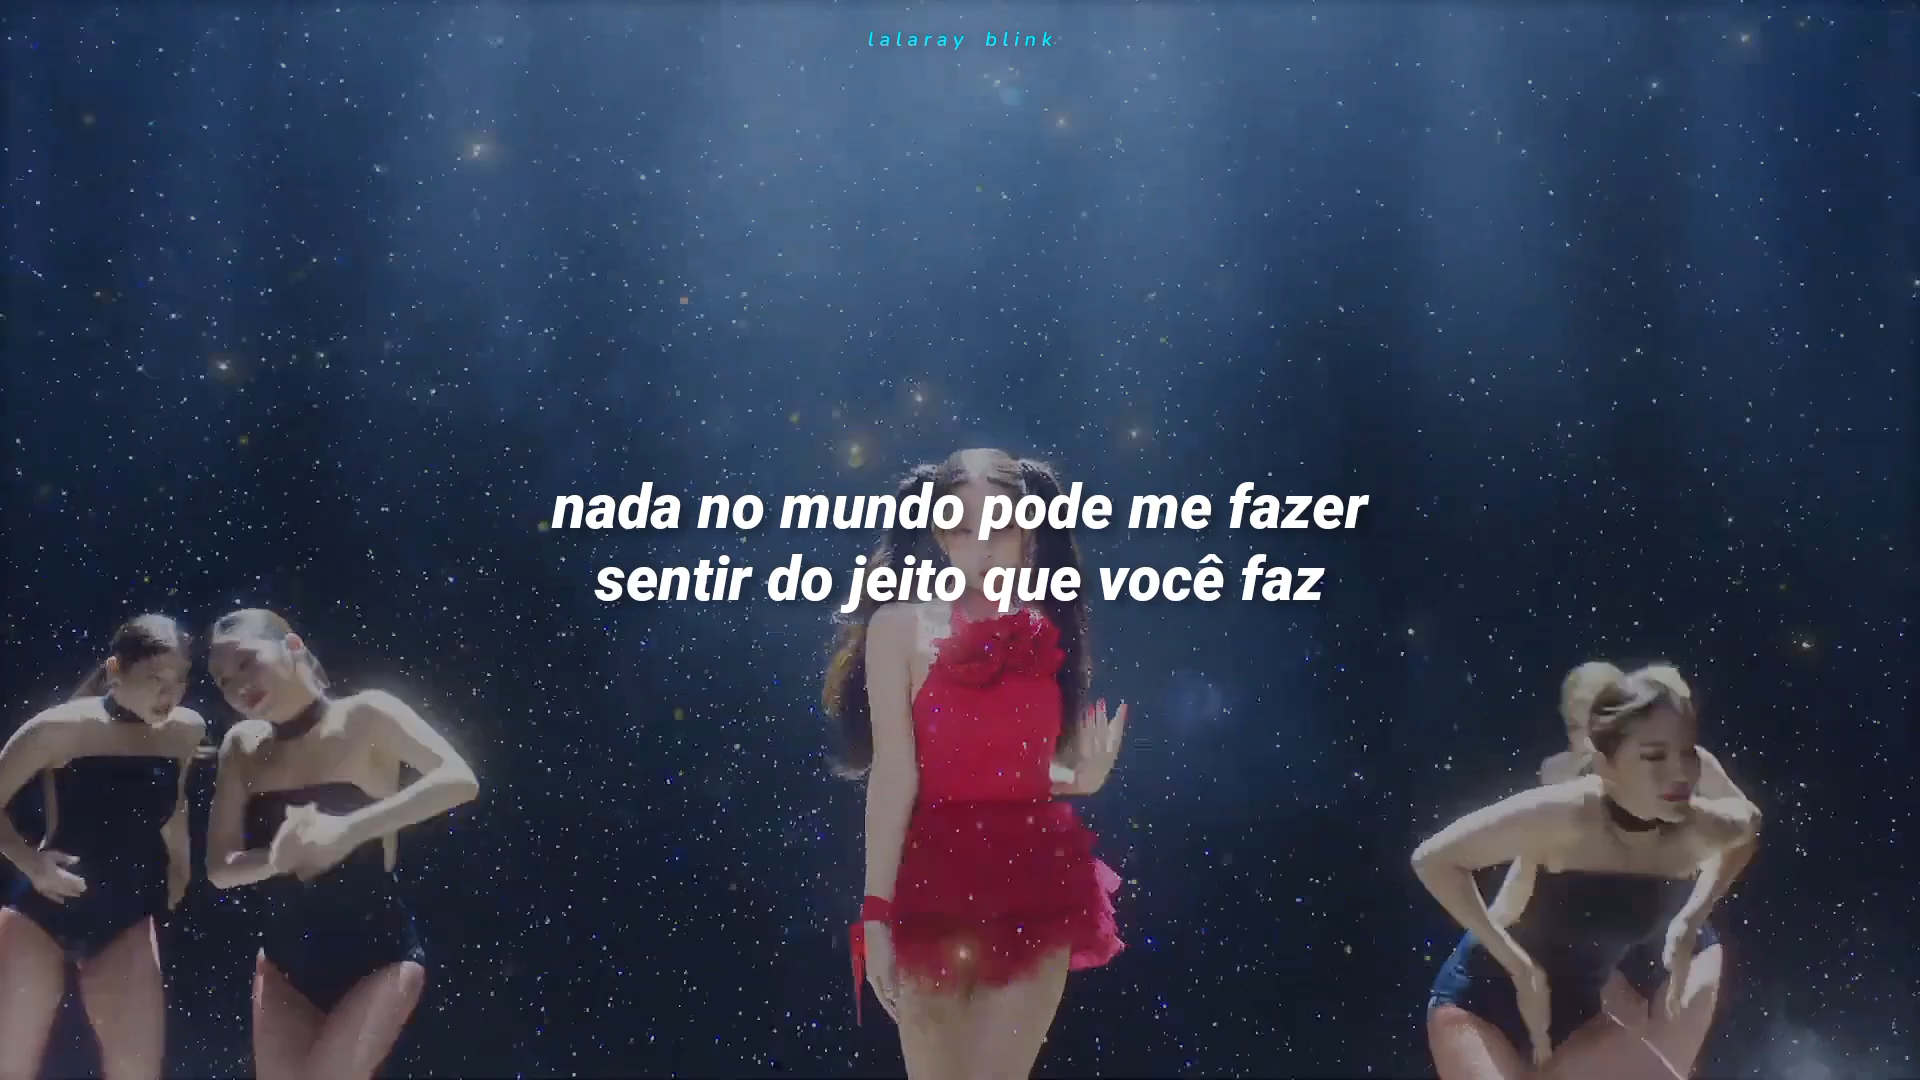 lalaray blink
nada no mundo pode me fazer
sentir do jeito que você faz